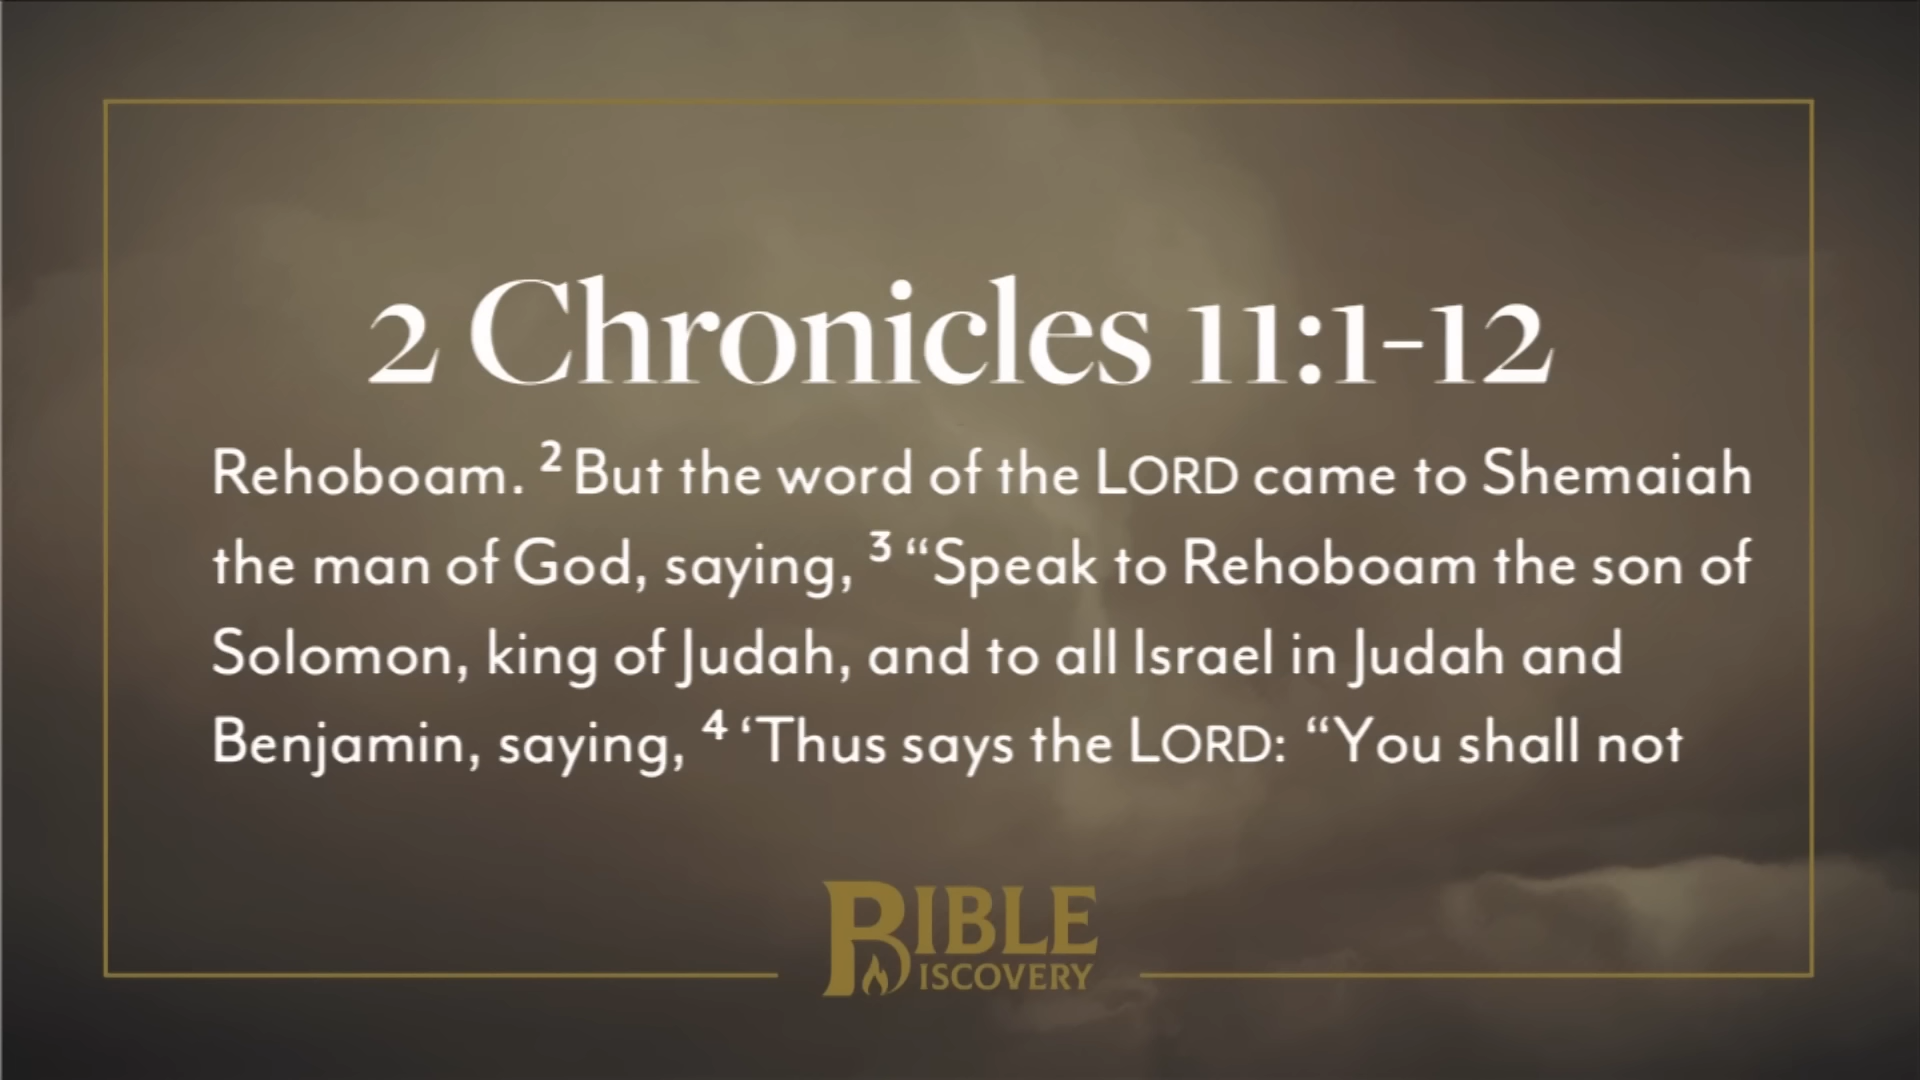 2 Chronicles 11:1-12
Rehoboam. ² But the word of the LORD came to Shemaiah
the man of God, saying, ³ “Speak to Rehoboam the son of
Solomon, king of Judah, and to all Israel in Judah and
Benjamin, saying, ⁴ ‘Thus says the LORD: “You shall not
BIBLE
DISCOVERY